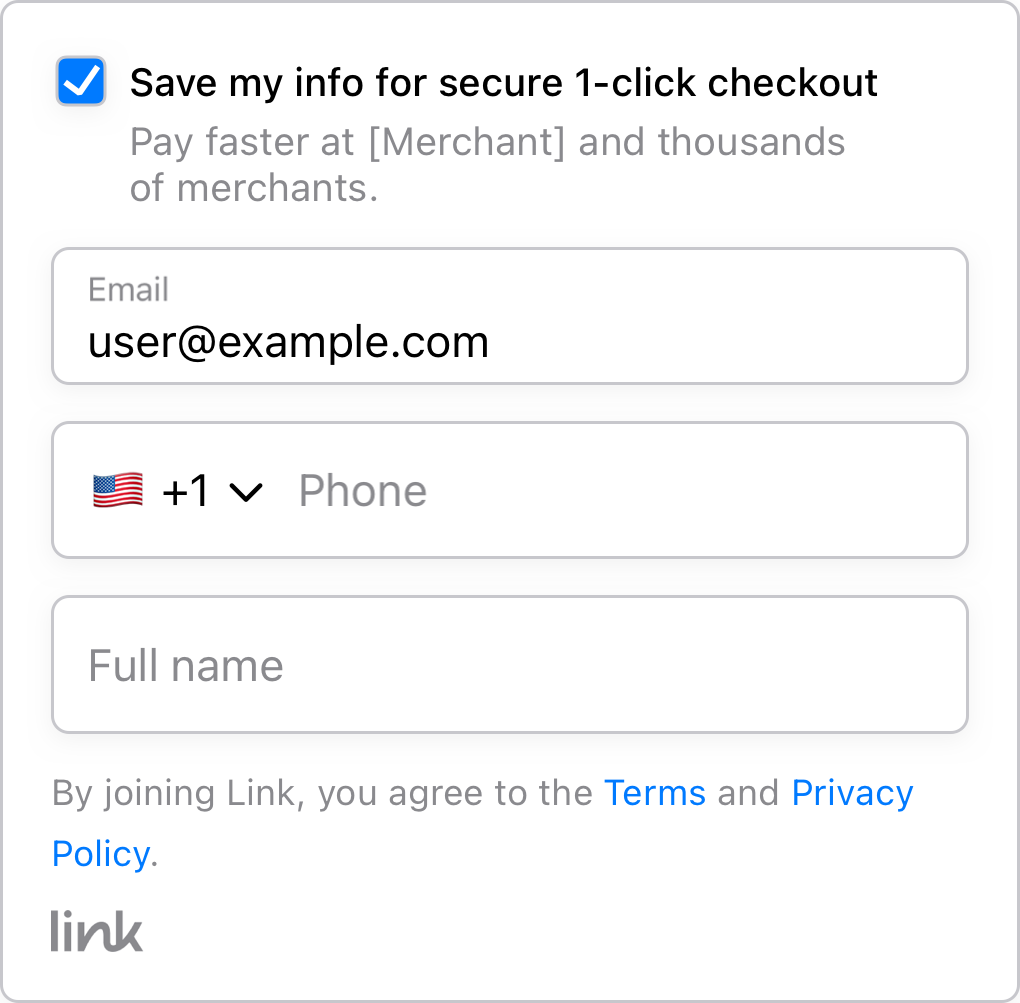 Save my info for secure 1-click checkout
Pay faster at [Merchant] and thousands
of merchants.
Email
user@example.com
+1 Phone
Full name
By joining Link, you agree to the Terms and Privacy
Policy.
link